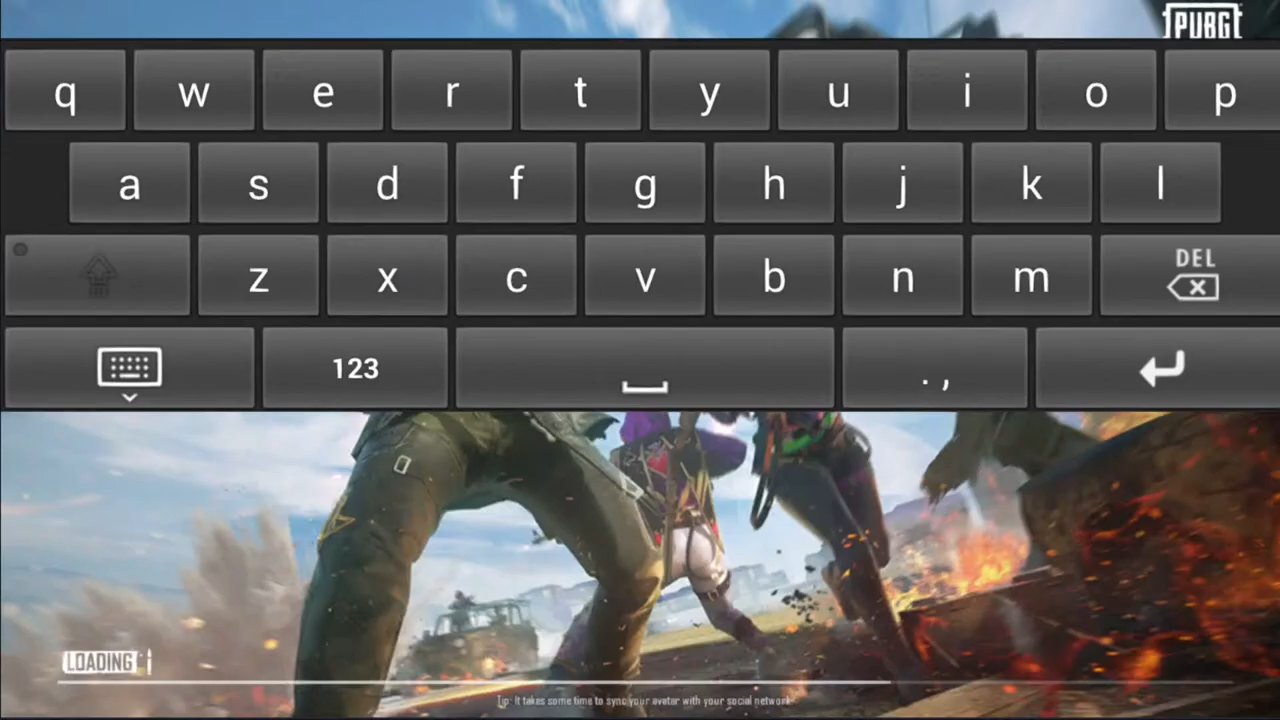 PUBG
q w e r t y u i o p
a s d f g h j k l
z x c v b n m DEL
123 . ,
LOADING
Tip: It takes some time to sync your avatar with your social network